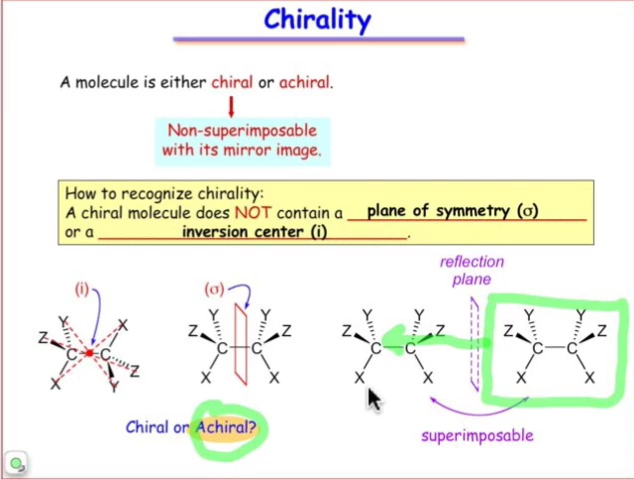 Chirality
A molecule is either chiral or achiral.
Non-superimposable
with its mirror image.
How to recognize chirality:
A chiral molecule does NOT contain a plane of symmetry (σ)
or a inversion center (i).
reflection
plane
(i) (σ)
Y X Y Y Y Y Y Y
Z Z Z Z Z Z Z
C C C C C C C C
X Y Z X X X X X X
Chiral or Achiral?
superimposable